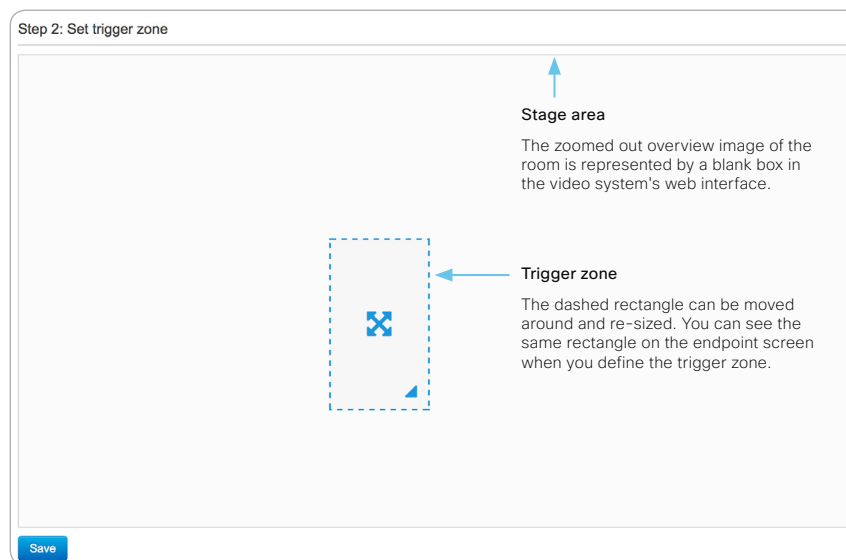 Step 2: Set trigger zone
Stage area
The zoomed out overview image of the
room is represented by a blank box in
the video system's web interface.
Trigger zone
The dashed rectangle can be moved
around and re-sized. You can see the
same rectangle on the endpoint screen
when you define the trigger zone.
Save